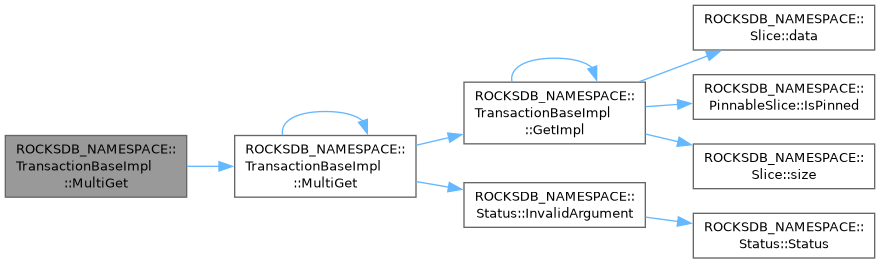 ROCKSDB_NAMESPACE::
TransactionBaseImpl
::MultiGet
ROCKSDB_NAMESPACE::
TransactionBaseImpl
::MultiGet
ROCKSDB_NAMESPACE::
TransactionBaseImpl
::GetImpl
ROCKSDB_NAMESPACE::
Status::InvalidArgument
ROCKSDB_NAMESPACE::
Slice::data
ROCKSDB_NAMESPACE::
PinnableSlice::IsPinned
ROCKSDB_NAMESPACE::
Slice::size
ROCKSDB_NAMESPACE::
Status::Status